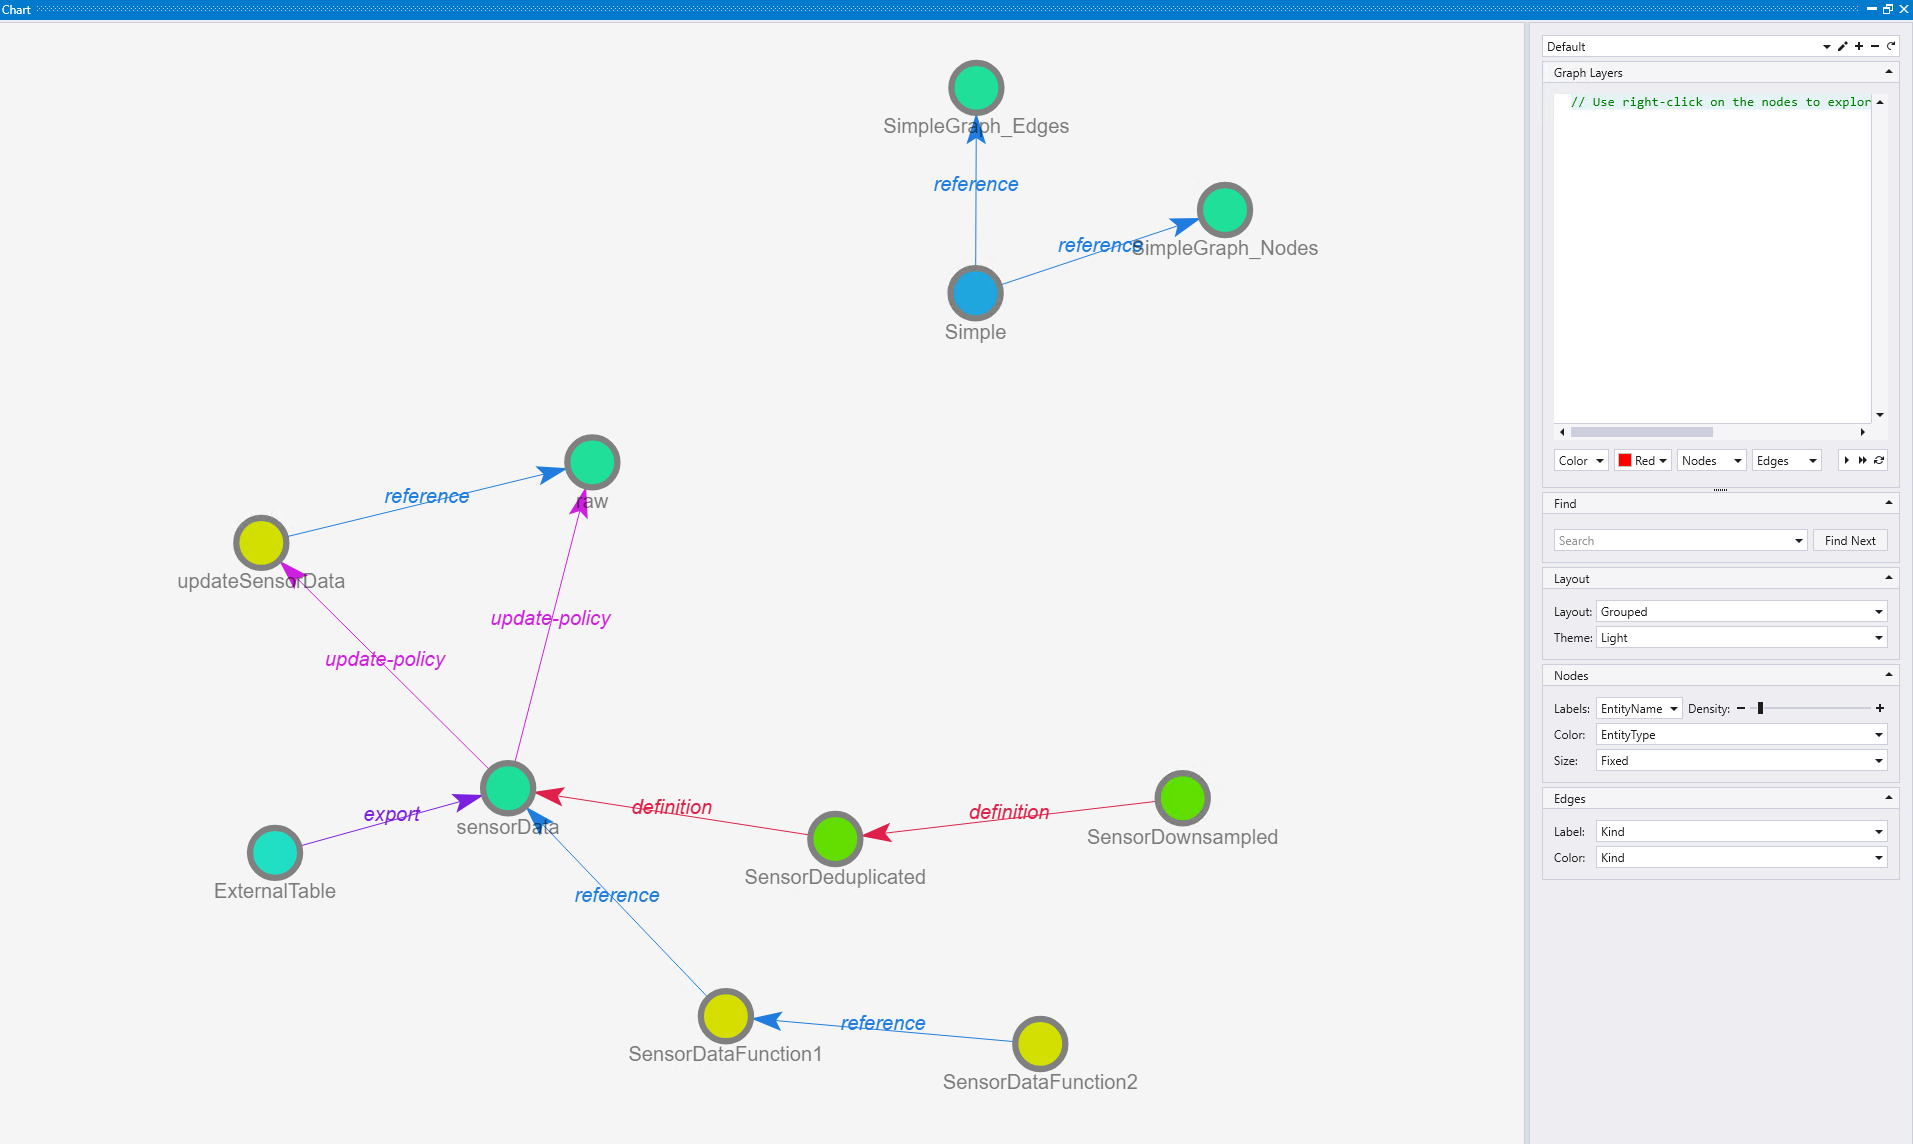 Chart
SimpleGraph_Edges
reference
reference
SimpleGraph_Nodes
Simple
raw
reference
updateSensorData
update-policy
update-policy
export
sensorData
definition
definition
SensorDownsampled
SensorDeduplicated
ExternalTable
reference
SensorDataFunction1
reference
SensorDataFunction2
Default
Graph Layers
// Use right-click on the nodes to explor
Color Red Nodes Edges
Find
Search Find Next
Layout
Layout: Grouped
Theme: Light
Nodes
Labels: EntityName Density:
Color: EntityType
Size: Fixed
Edges
Label: Kind
Color: Kind